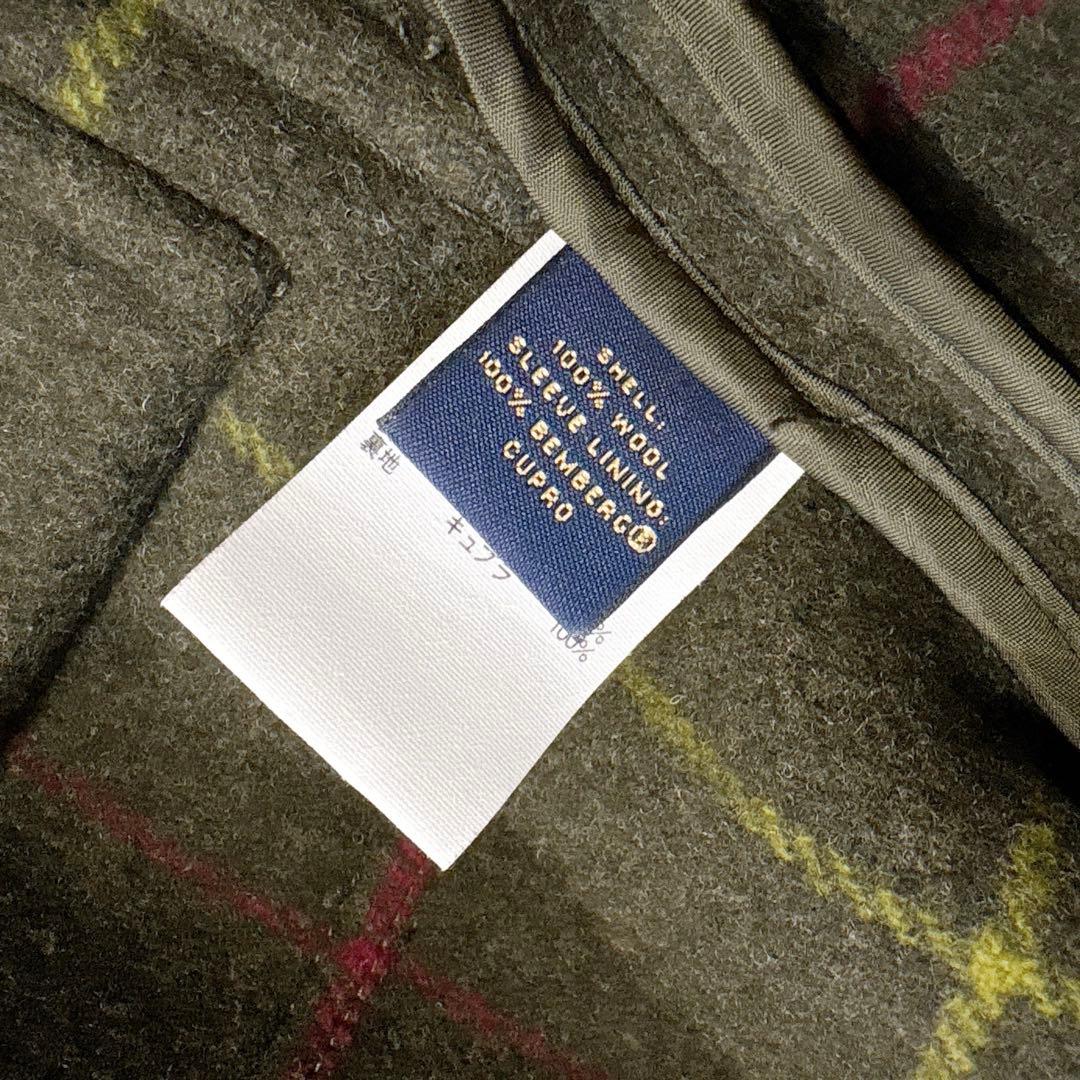 SHELL:
100% WOOL
SLEEVE LINING:
100% BEMBERG®
CUPRO
裏地
キュプラ
%
100%